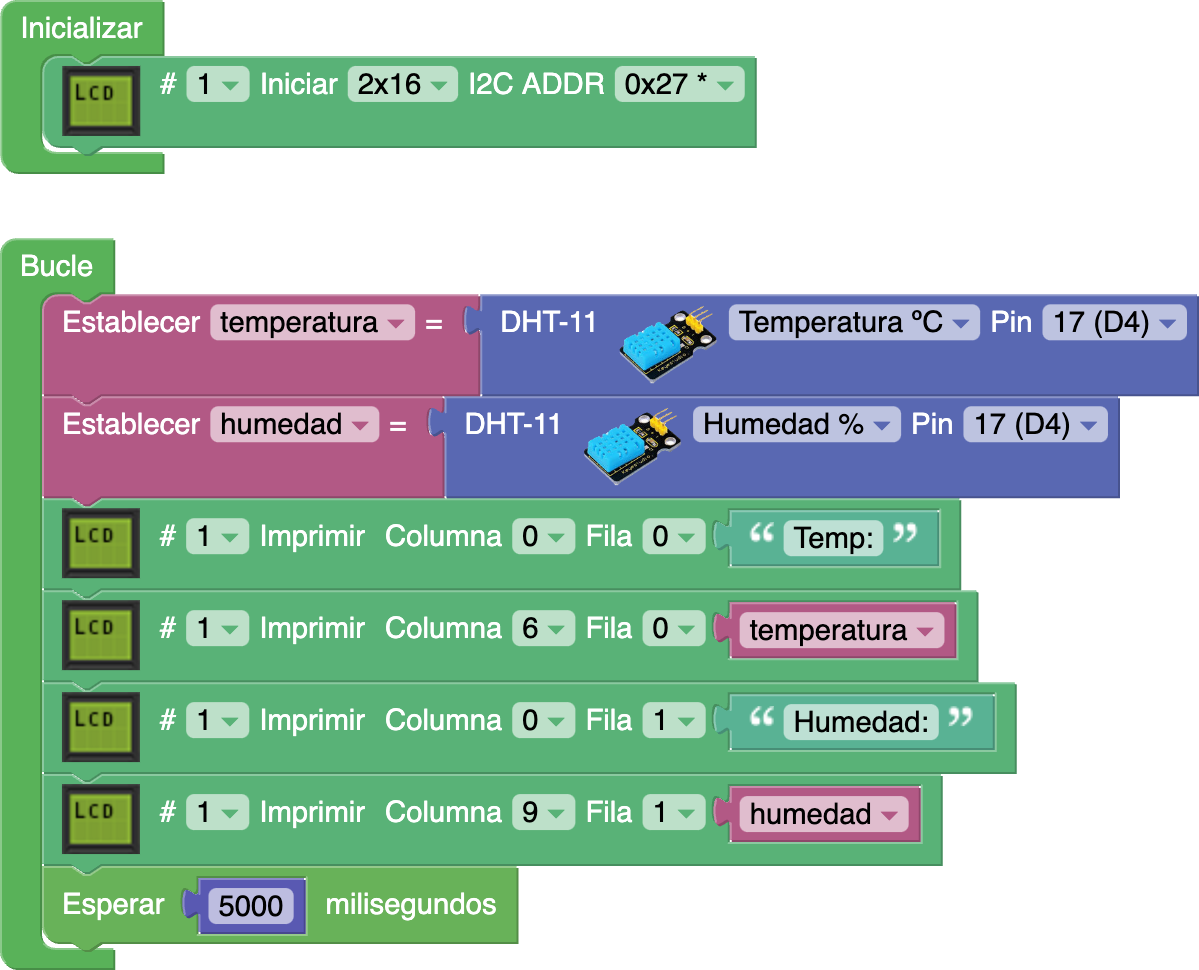 Inicializar
LCD # 1 Iniciar 2x16 I2C ADDR 0x27 *
Bucle
Establecer temperatura = DHT-11 Temperatura ºC Pin 17 (D4)
Establecer humedad = DHT-11 Humedad % Pin 17 (D4)
LCD # 1 Imprimir Columna 0 Fila 0 “ Temp: ”
LCD # 1 Imprimir Columna 6 Fila 0 temperatura
LCD # 1 Imprimir Columna 0 Fila 1 “ Humedad: ”
LCD # 1 Imprimir Columna 9 Fila 1 humedad
Esperar 5000 milisegundos